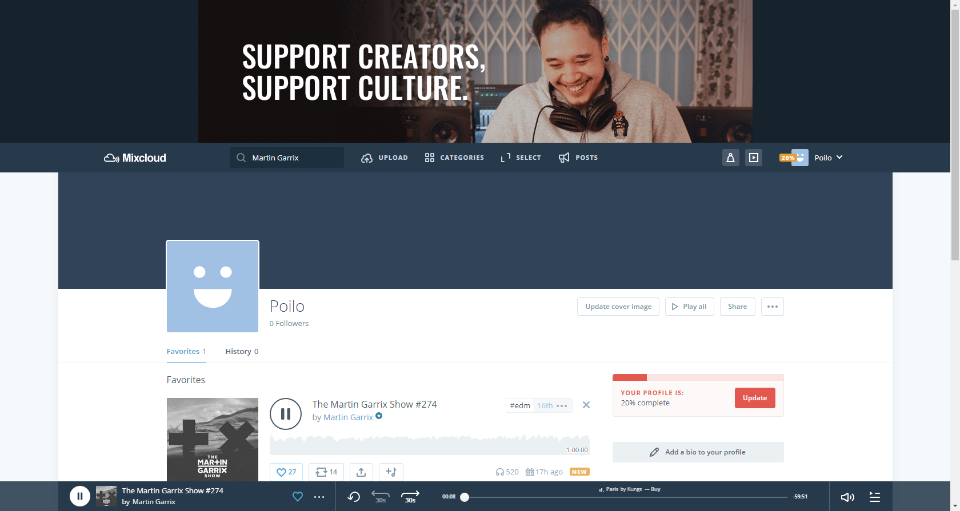 SUPPORT CREATORS,
SUPPORT CULTURE.
Mixcloud
Martin Garrix
UPLOAD
CATEGORIES
SELECT
POSTS
20%
Poilo
Poilo
0 Followers
Update cover image
Play all
Share
Favorites 1
History 0
Favorites
The Martin Garrix Show #274
by Martin Garrix
#edm
16th
THE
MARTIN
GARRIX
SHOW
-1:00:00
27
14
520
17h ago
NEW
YOUR PROFILE IS:
20% complete
Update
Add a bio to your profile
The Martin Garrix Show #274
by Martin Garrix
30s
30s
00:08
Paris by Kungs — Buy
-59:51